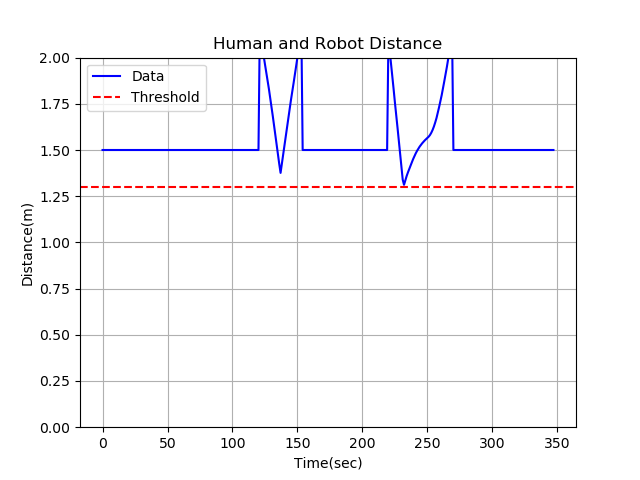 Human and Robot Distance
Data
Threshold
2.00
1.75
1.50
1.25
1.00
0.75
0.50
0.25
0.00
Distance(m)
0 50 100 150 200 250 300 350
Time(sec)